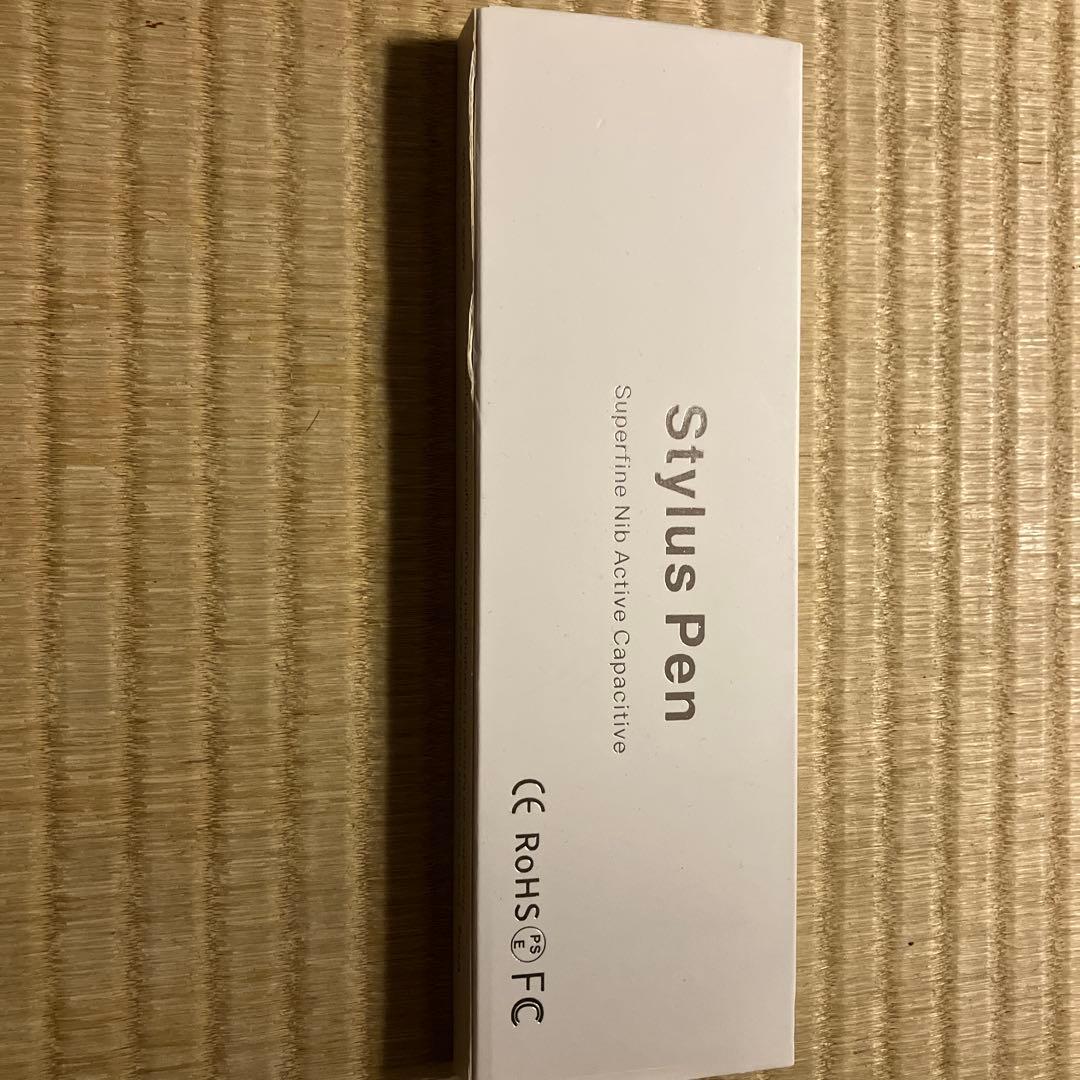 Stylus Pen
Superfine Nib Active Capacitive
CE RoHS PSE FC